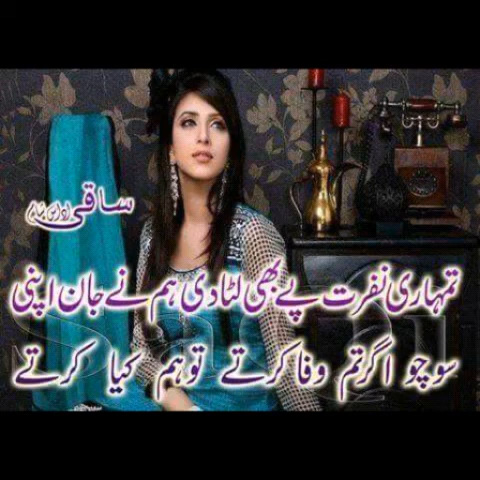 ساقی
تمہاری نفرت پے بھی لٹا دی ہم نے جان اپنی
سوچو اگر تم وفا کرتے تو ہم کیا کرتے